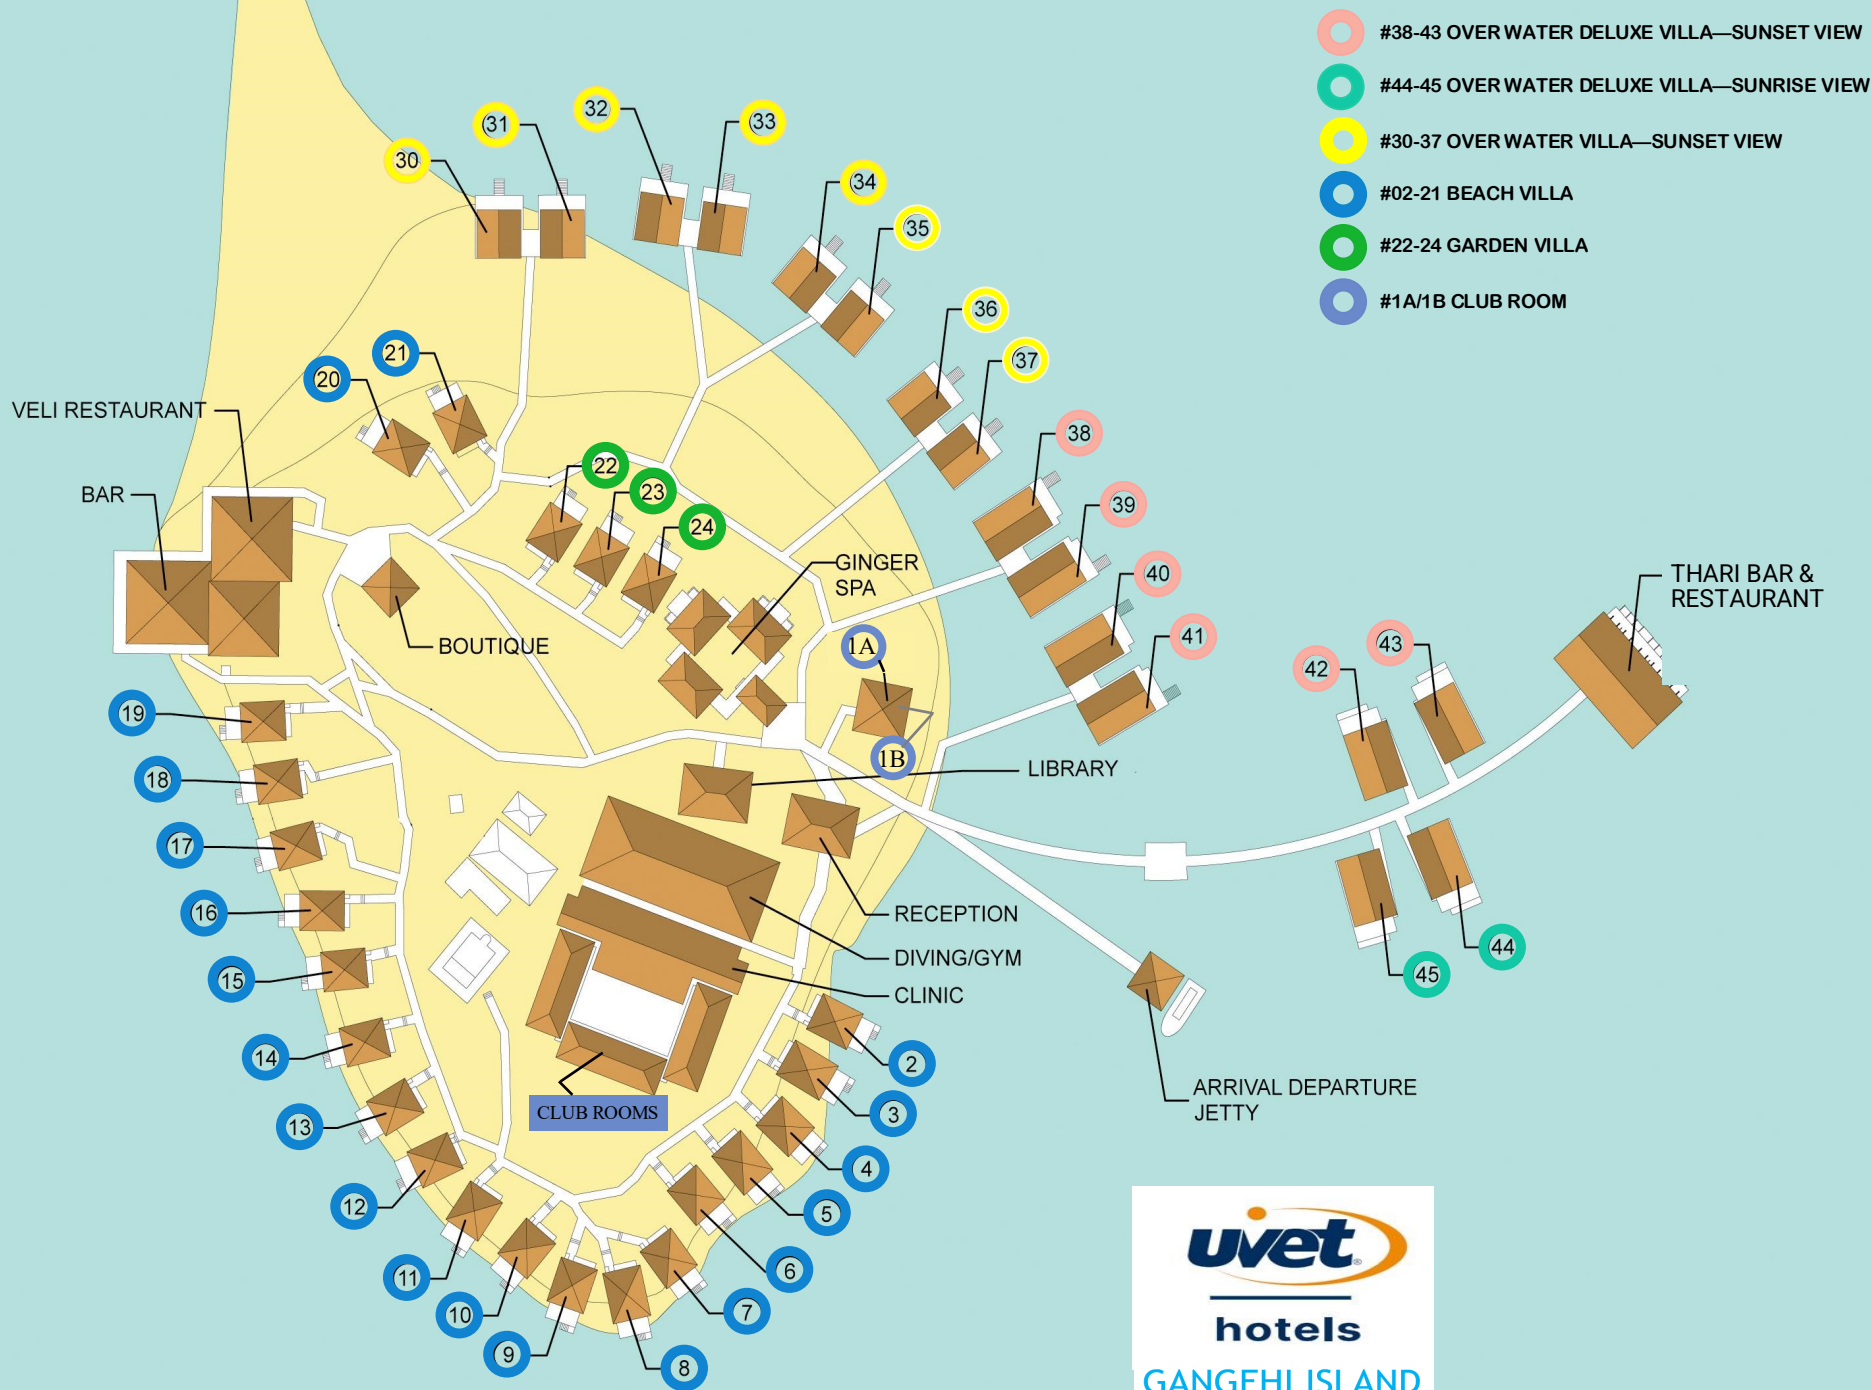 #38-43 OVER WATER DELUXE VILLA—SUNSET VIEW
#44-45 OVER WATER DELUXE VILLA—SUNRISE VIEW
#30-37 OVER WATER VILLA—SUNSET VIEW
#02-21 BEACH VILLA
#22-24 GARDEN VILLA
#1A/1B CLUB ROOM
30
31
32
33
34
35
36
37
38
39
40
41
42
43
44
45
20
21
22
23
24
VELI RESTAURANT
BAR
BOUTIQUE
GINGER
SPA
1A
1B
THARI BAR &
RESTAURANT
LIBRARY
RECEPTION
DIVING/GYM
CLINIC
CLUB ROOMS
ARRIVAL DEPARTURE
JETTY
19
18
17
16
15
14
13
12
11
10
9
8
7
6
5
4
3
2
uvet
hotels
GANGEHI ISLAND